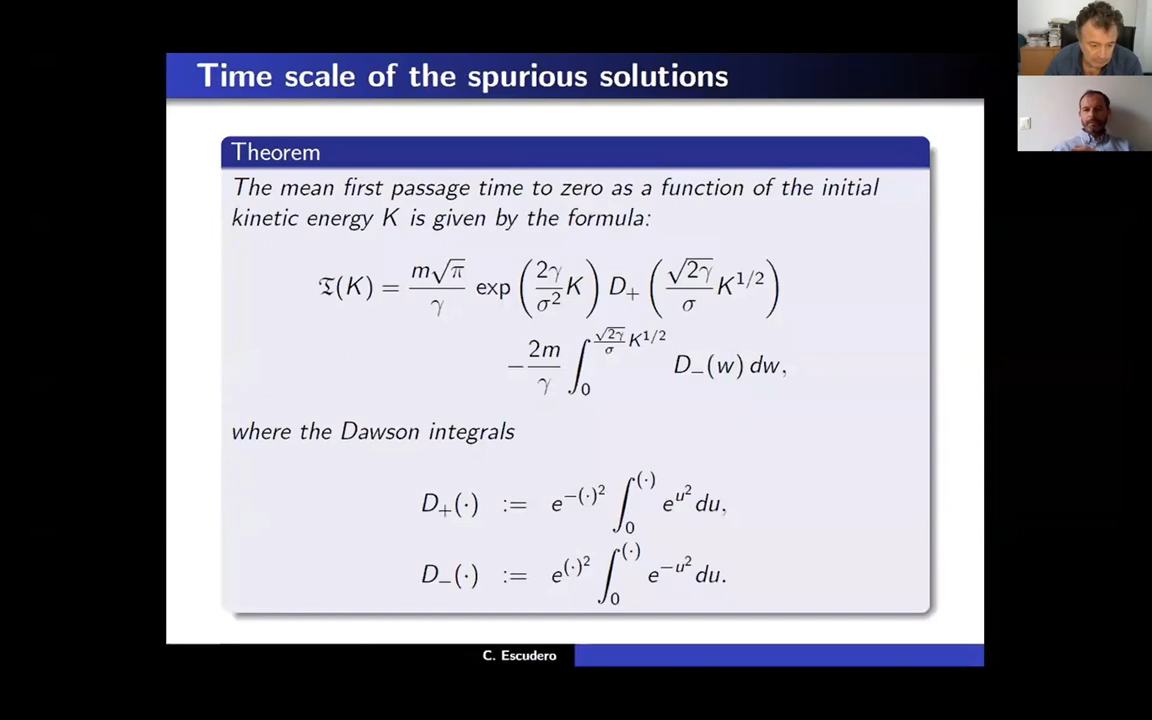 Time scale of the spurious solutions
Theorem
The mean first passage time to zero as a function of the initial
kinetic energy K is given by the formula:
𝔗(K) = m√π/γ exp(2γ/σ² K) D₊(√2γ/σ K^{1/2})
− 2m/γ ∫₀^{√2γ/σ K^{1/2}} D₋(w) dw,
where the Dawson integrals
D₊(·) := e^{−(·)²} ∫₀^{(·)} e^{u²} du,
D₋(·) := e^{(·)²} ∫₀^{(·)} e^{−u²} du.
C. Escudero